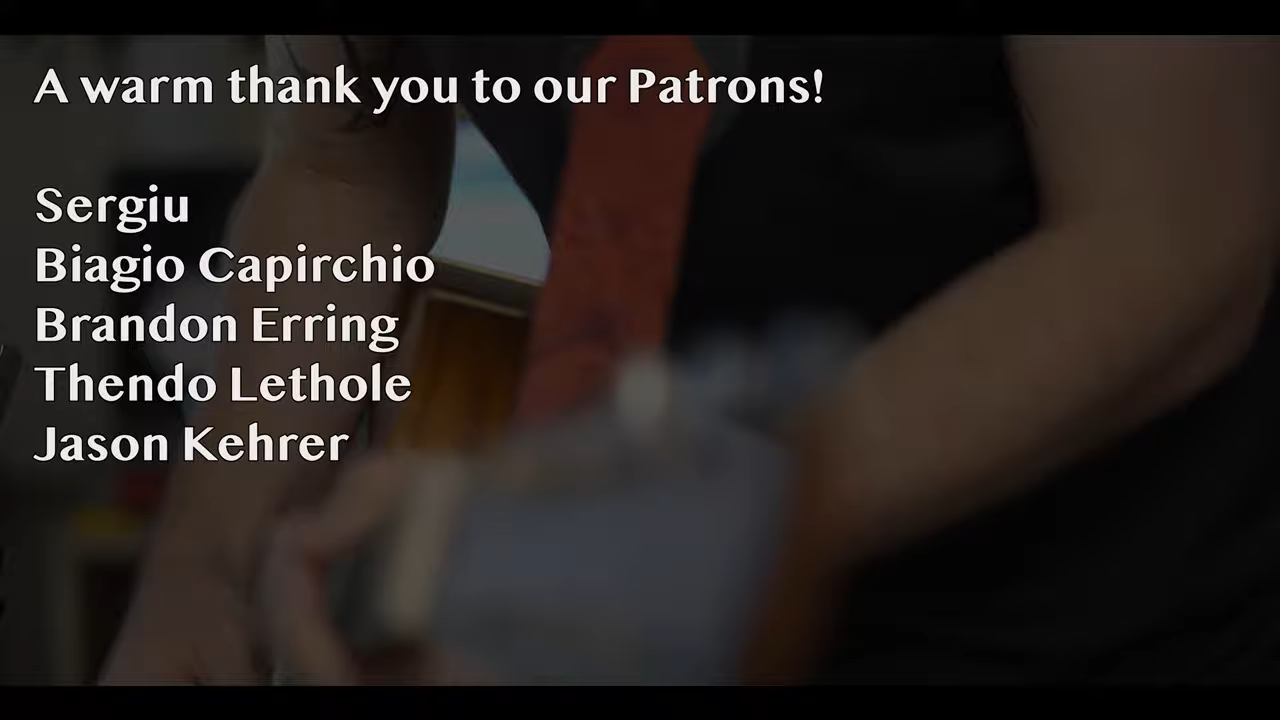 A warm thank you to our Patrons!
Sergiu
Biagio Capirchio
Brandon Erring
Thendo Lethole
Jason Kehrer